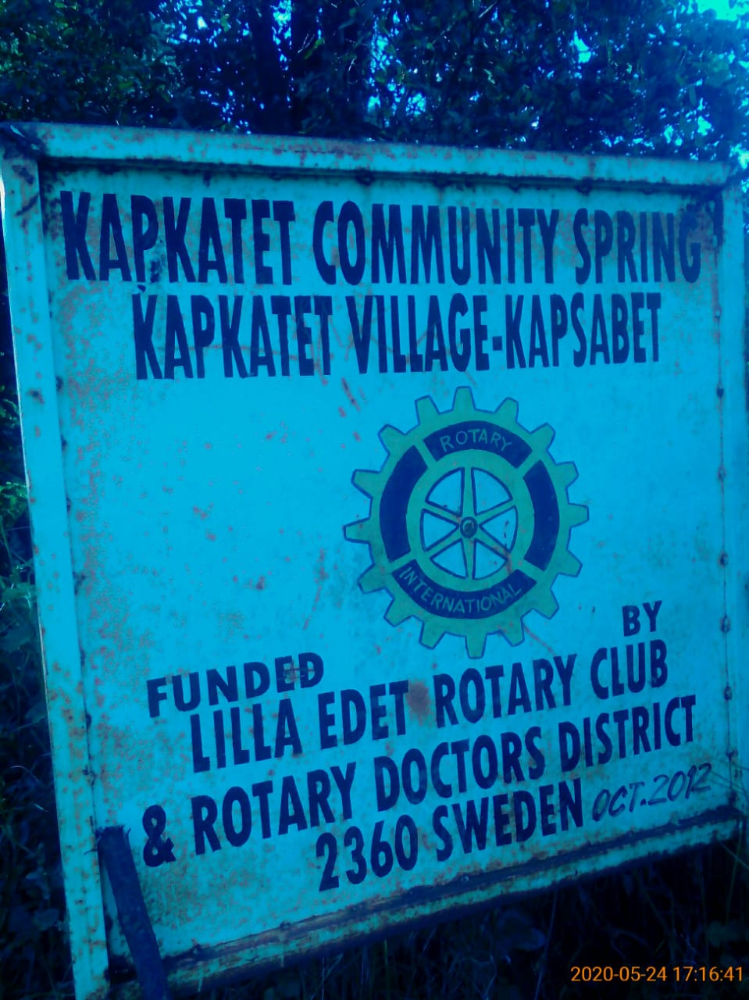 KAPKATET COMMUNITY SPRING
KAPKATET VILLAGE-KAPSABET
ROTARY
INTERNATIONAL
FUNDED BY
LILLA EDET ROTARY CLUB
& ROTARY DOCTORS DISTRICT
2360 SWEDEN OCT.2012
2020-05-24 17:16:41